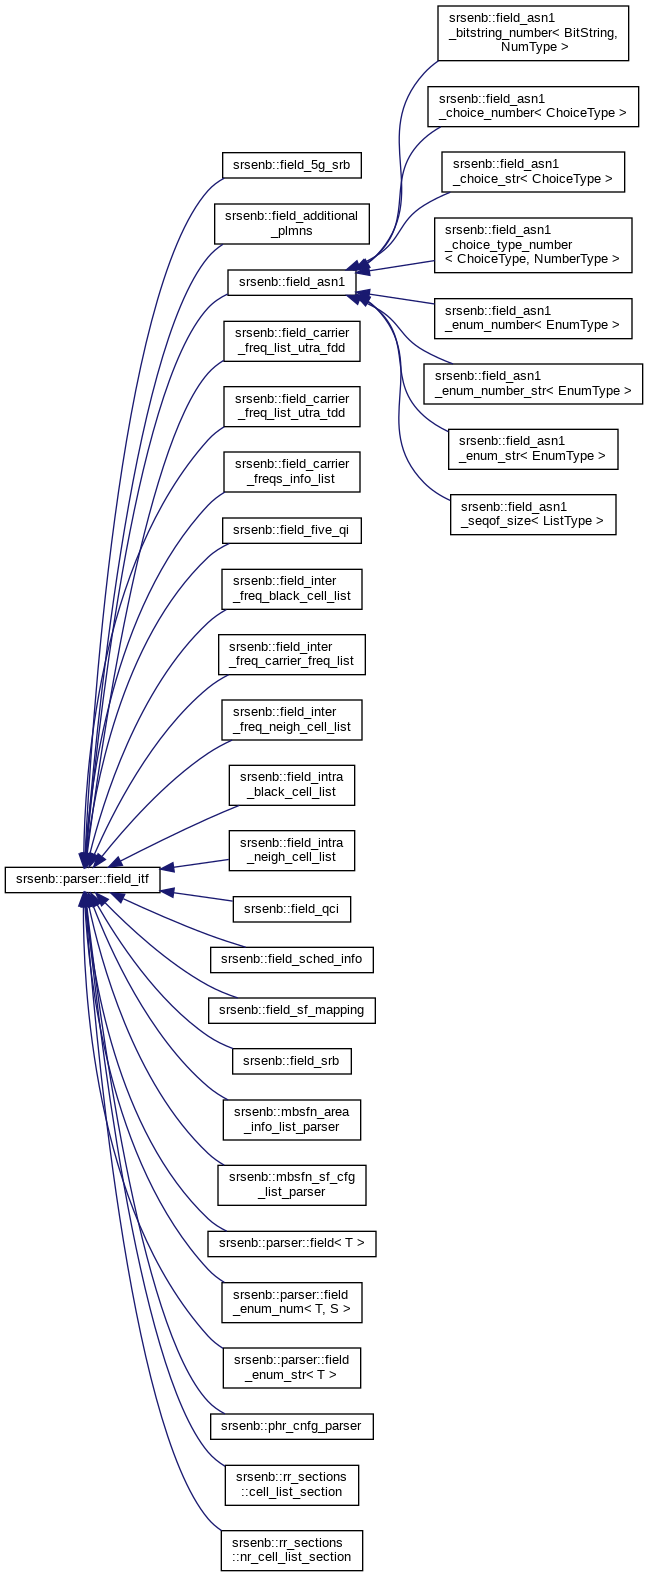 srsenb::field_asn1
_bitstring_number< BitString,
NumType >
srsenb::field_asn1
_choice_number< ChoiceType >
srsenb::field_asn1
_choice_str< ChoiceType >
srsenb::field_asn1
_choice_type_number
< ChoiceType, NumberType >
srsenb::field_asn1
_enum_number< EnumType >
srsenb::field_asn1
_enum_number_str< EnumType >
srsenb::field_asn1
_enum_str< EnumType >
srsenb::field_asn1
_seqof_size< ListType >
srsenb::field_5g_srb
srsenb::field_additional
_plmns
srsenb::field_asn1
srsenb::field_carrier
_freq_list_utra_fdd
srsenb::field_carrier
_freq_list_utra_tdd
srsenb::field_carrier
_freqs_info_list
srsenb::field_five_qi
srsenb::field_inter
_freq_black_cell_list
srsenb::field_inter
_freq_carrier_freq_list
srsenb::field_inter
_freq_neigh_cell_list
srsenb::field_intra
_black_cell_list
srsenb::field_intra
_neigh_cell_list
srsenb::parser::field_itf
srsenb::field_qci
srsenb::field_sched_info
srsenb::field_sf_mapping
srsenb::field_srb
srsenb::mbsfn_area
_info_list_parser
srsenb::mbsfn_sf_cfg
_list_parser
srsenb::parser::field< T >
srsenb::parser::field
_enum_num< T, S >
srsenb::parser::field
_enum_str< T >
srsenb::phr_cnfg_parser
srsenb::rr_sections
::cell_list_section
srsenb::rr_sections
::nr_cell_list_section